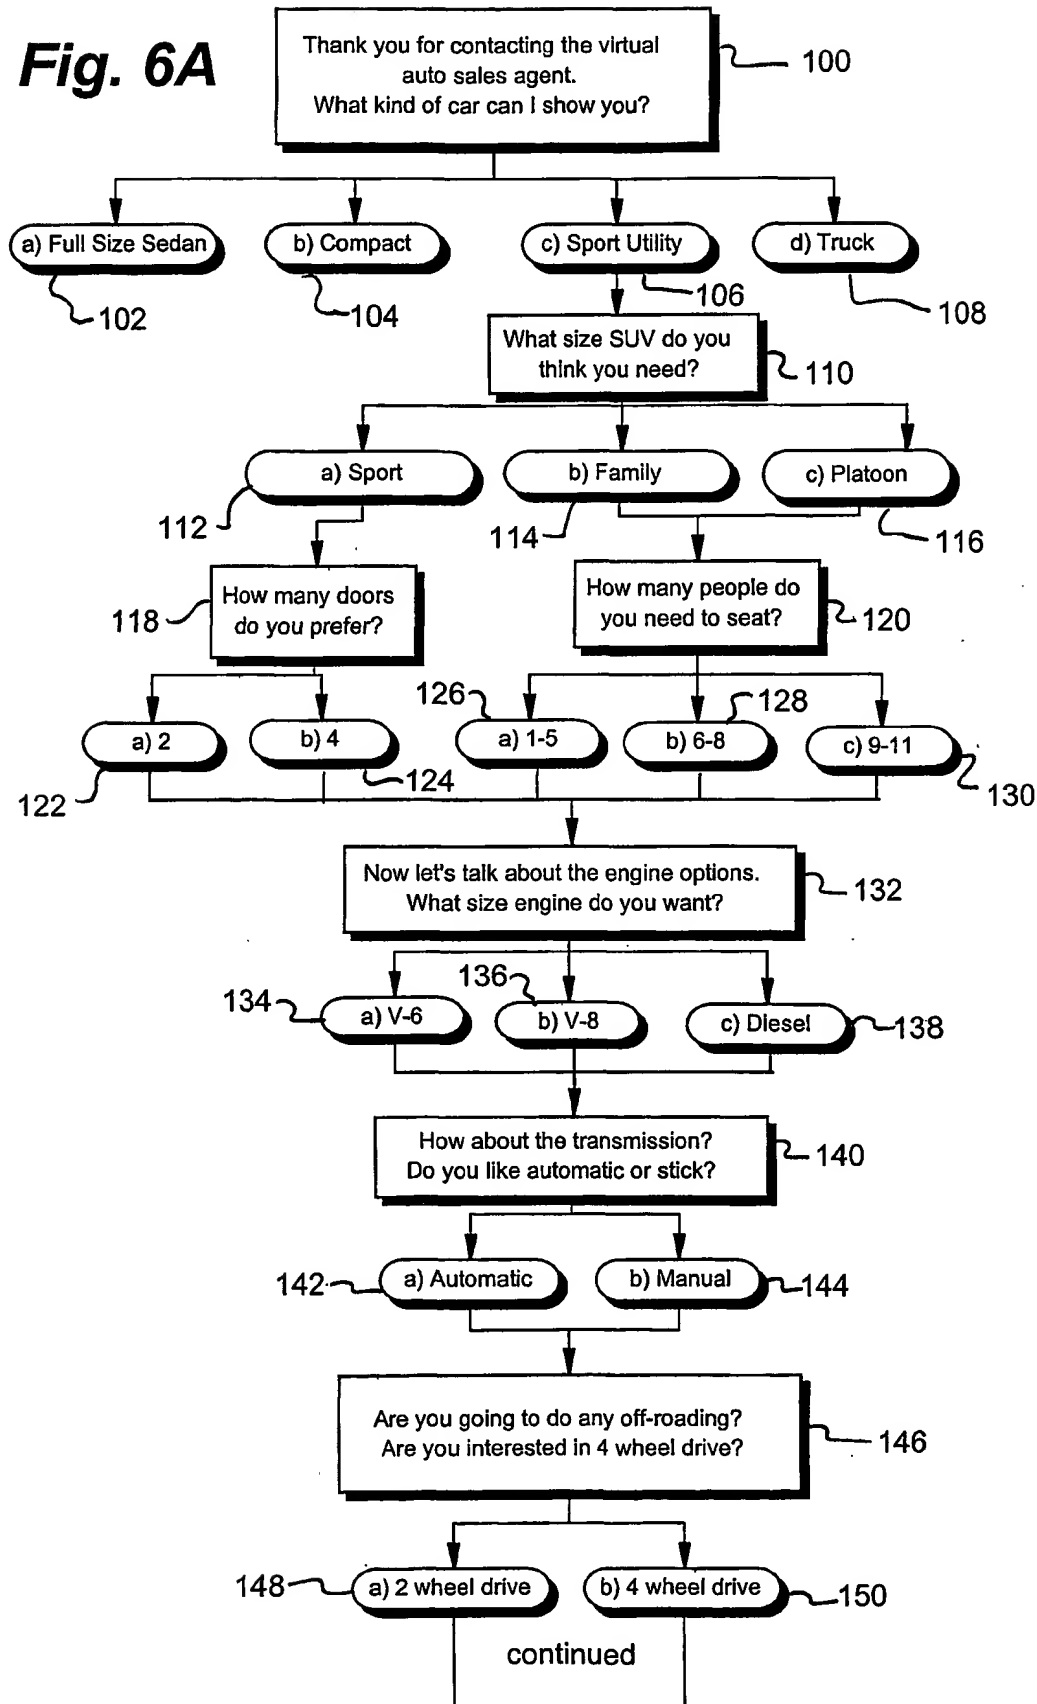 Fig. 6A
Thank you for contacting the virtual
auto sales agent.
What kind of car can I show you?
100
a) Full Size Sedan
b) Compact
c) Sport Utility
d) Truck
102
104
106
108
What size SUV do you
think you need?
110
a) Sport
b) Family
c) Platoon
112
114
116
How many doors
do you prefer?
118
How many people do
you need to seat?
120
126
128
a) 2
b) 4
a) 1-5
b) 6-8
c) 9-11
122
124
130
Now let's talk about the engine options.
What size engine do you want?
132
134
136
a) V-6
b) V-8
c) Diesel
138
How about the transmission?
Do you like automatic or stick?
140
142
a) Automatic
b) Manual
144
Are you going to do any off-roading?
Are you interested in 4 wheel drive?
146
148
a) 2 wheel drive
b) 4 wheel drive
150
continued